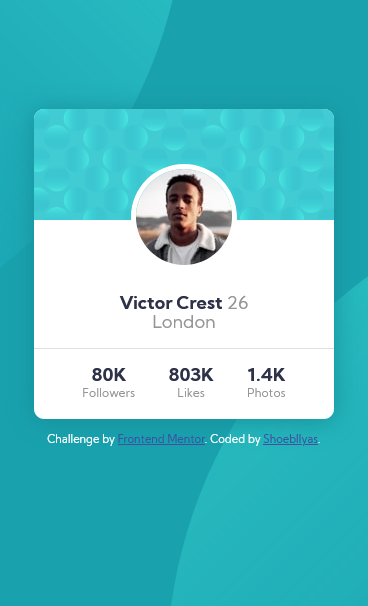 Victor Crest 26
London
80K 803K 1.4K
Followers Likes Photos
Challenge by Frontend Mentor. Coded by ShoebIlyas.